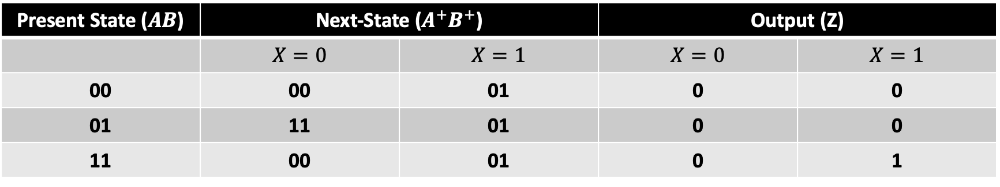 Present State (AB) Next-State (A⁺B⁺) Output (Z)
X = 0 X = 1 X = 0 X = 1
00 00 01 0 0
01 11 01 0 0
11 00 01 0 1